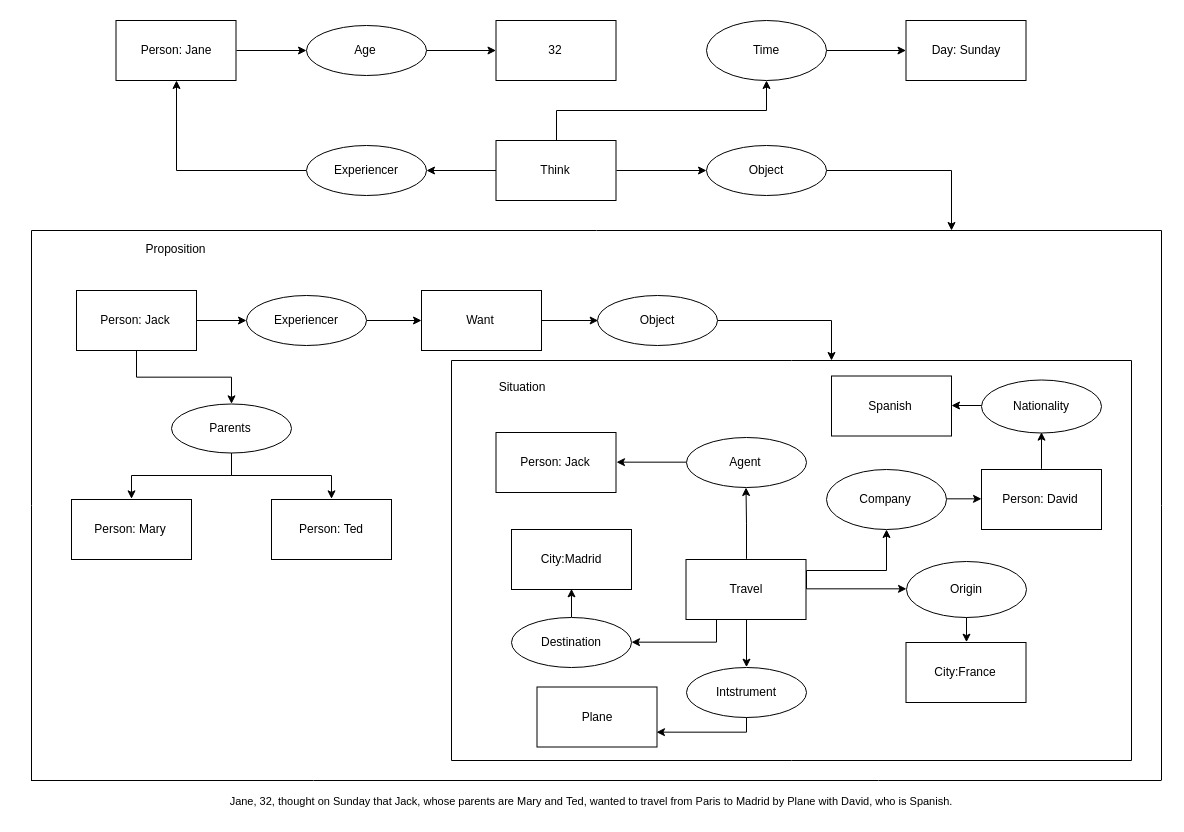 Person: Jane
Age
32
Time
Day: Sunday
Experiencer
Think
Object
Proposition
Person: Jack
Experiencer
Want
Object
Situation
Spanish
Nationality
Parents
Person: Jack
Agent
Company
Person: David
Person: Mary
Person: Ted
City:Madrid
Travel
Origin
Destination
City:France
Intstrument
Plane
Jane, 32, thought on Sunday that Jack, whose parents are Mary and Ted, wanted to travel from Paris to Madrid by Plane with David, who is Spanish.